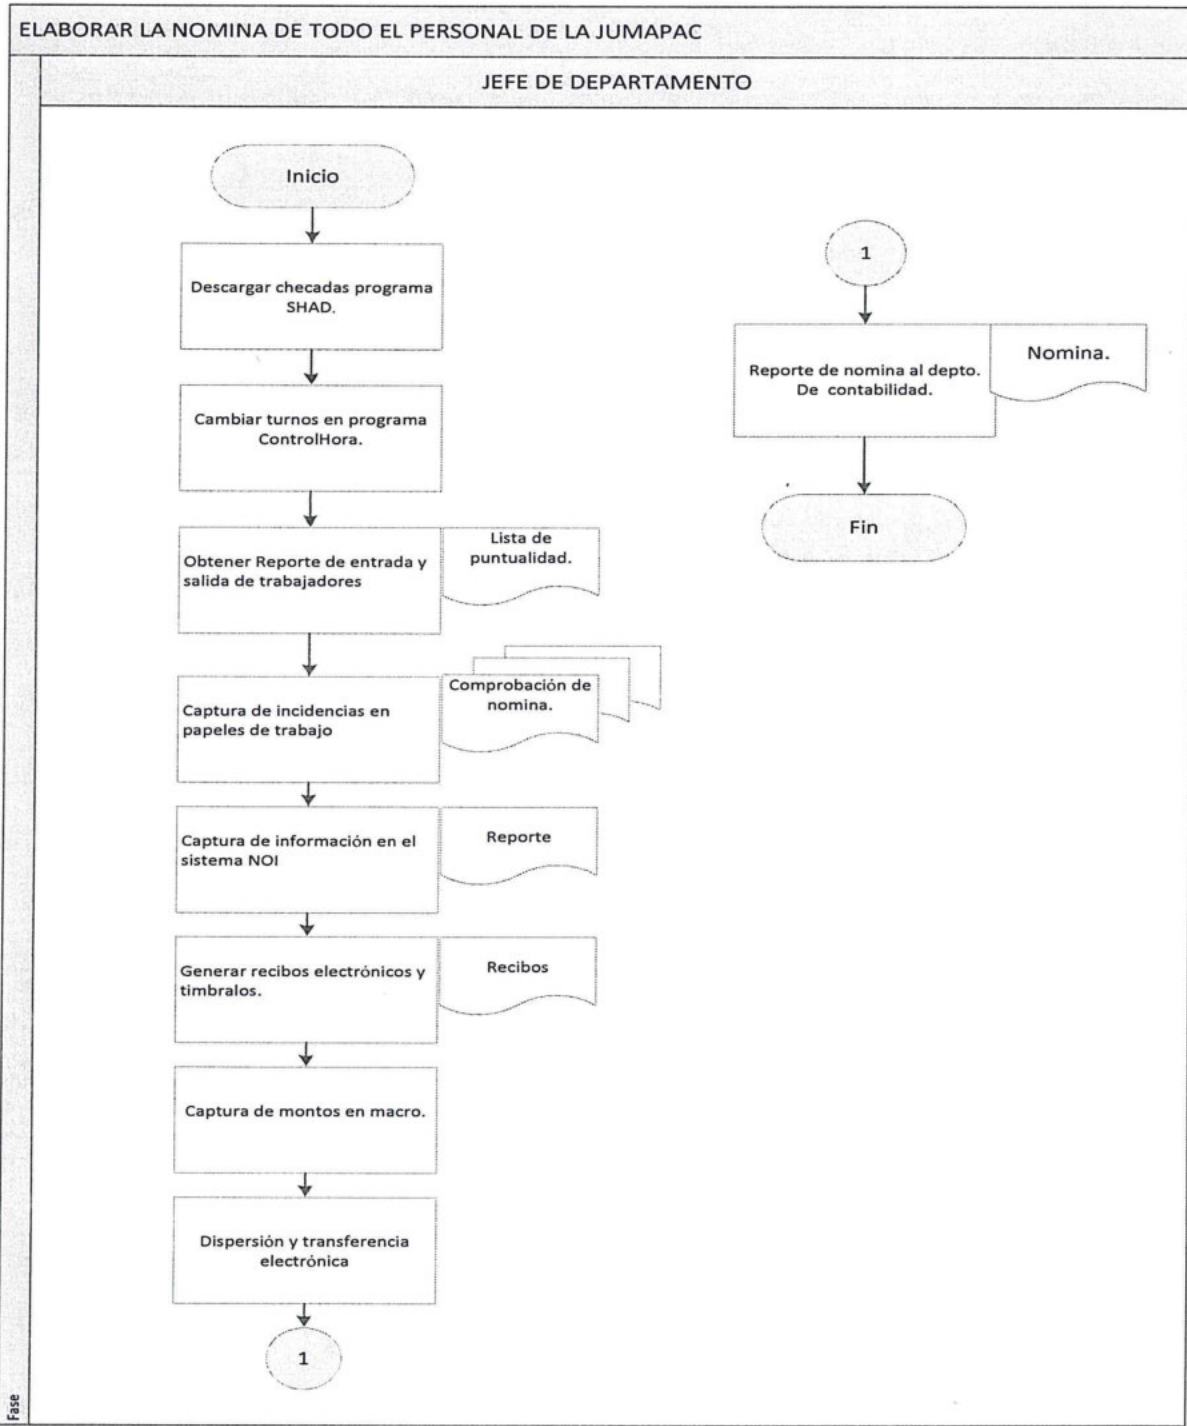 ELABORAR LA NOMINA DE TODO EL PERSONAL DE LA JUMAPAC
JEFE DE DEPARTAMENTO
Inicio
Descargar checadas programa
SHAD.
Cambiar turnos en programa
ControlHora.
Obtener Reporte de entrada y
salida de trabajadores
Lista de
puntualidad.
Captura de incidencias en
papeles de trabajo
Comprobación de
nomina.
Captura de información en el
sistema NOI
Reporte
Generar recibos electrónicos y
timbralos.
Recibos
Captura de montos en macro.
Dispersión y transferencia
electrónica
1
1
Reporte de nomina al depto.
De contabilidad.
Nomina.
Fin
Fase